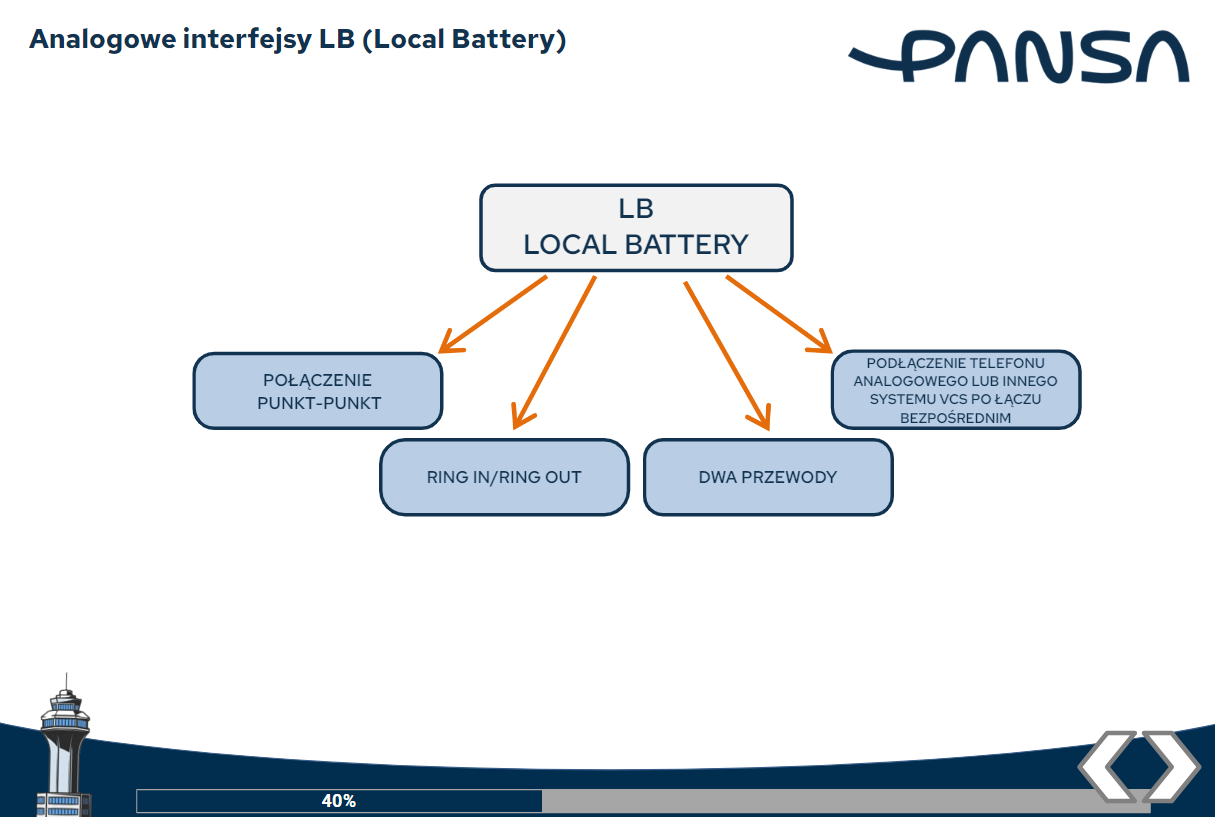 Analogowe interfejsy LB (Local Battery)
PANSA
LB
LOCAL BATTERY
POŁĄCZENIE
PUNKT-PUNKT
PODŁĄCZENIE TELEFONU
ANALOGOWEGO LUB INNEGO
SYSTEMU VCS PO ŁĄCZU
BEZPOŚREDNIM
RING IN/RING OUT
DWA PRZEWODY
40%